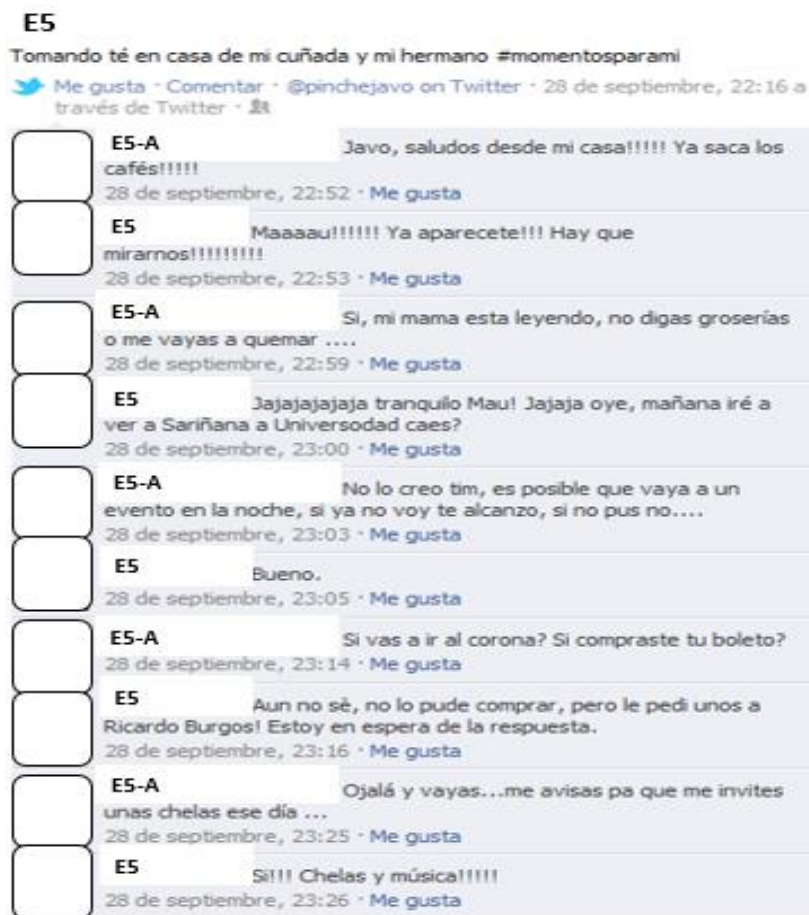 E5
Tomando té en casa de mi cuñada y mi hermano #momentosparami
Me gusta · Comentar · @pinchejavo on Twitter · 28 de septiembre, 22:16 a
través de Twitter ·
E5-A Javo, saludos desde mi casa!!!!! Ya saca los
cafés!!!!!
28 de septiembre, 22:52 · Me gusta
E5 Maaaau!!!!!! Ya aparecete!!! Hay que
mirarnos!!!!!!!!!
28 de septiembre, 22:53 · Me gusta
E5-A Si, mi mama esta leyendo, no digas groserías
o me vayas a quemar ....
28 de septiembre, 22:59 · Me gusta
E5 Jajajajajaja tranquilo Mau! Jajaja oye, mañana iré a
ver a Sariñana a Universodad caes?
28 de septiembre, 23:00 · Me gusta
E5-A No lo creo tim, es posible que vaya a un
evento en la noche, si ya no voy te alcanzo, si no pus no....
28 de septiembre, 23:03 · Me gusta
E5 Bueno.
28 de septiembre, 23:05 · Me gusta
E5-A Si vas a ir al corona? Si compraste tu boleto?
28 de septiembre, 23:14 · Me gusta
E5 Aun no sè, no lo pude comprar, pero le pedi unos a
Ricardo Burgos! Estoy en espera de la respuesta.
28 de septiembre, 23:16 · Me gusta
E5-A Ojalá y vayas...me avisas pa que me invites
unas chelas ese día ...
28 de septiembre, 23:25 · Me gusta
E5 Si!!! Chelas y música!!!!!
28 de septiembre, 23:26 · Me gusta